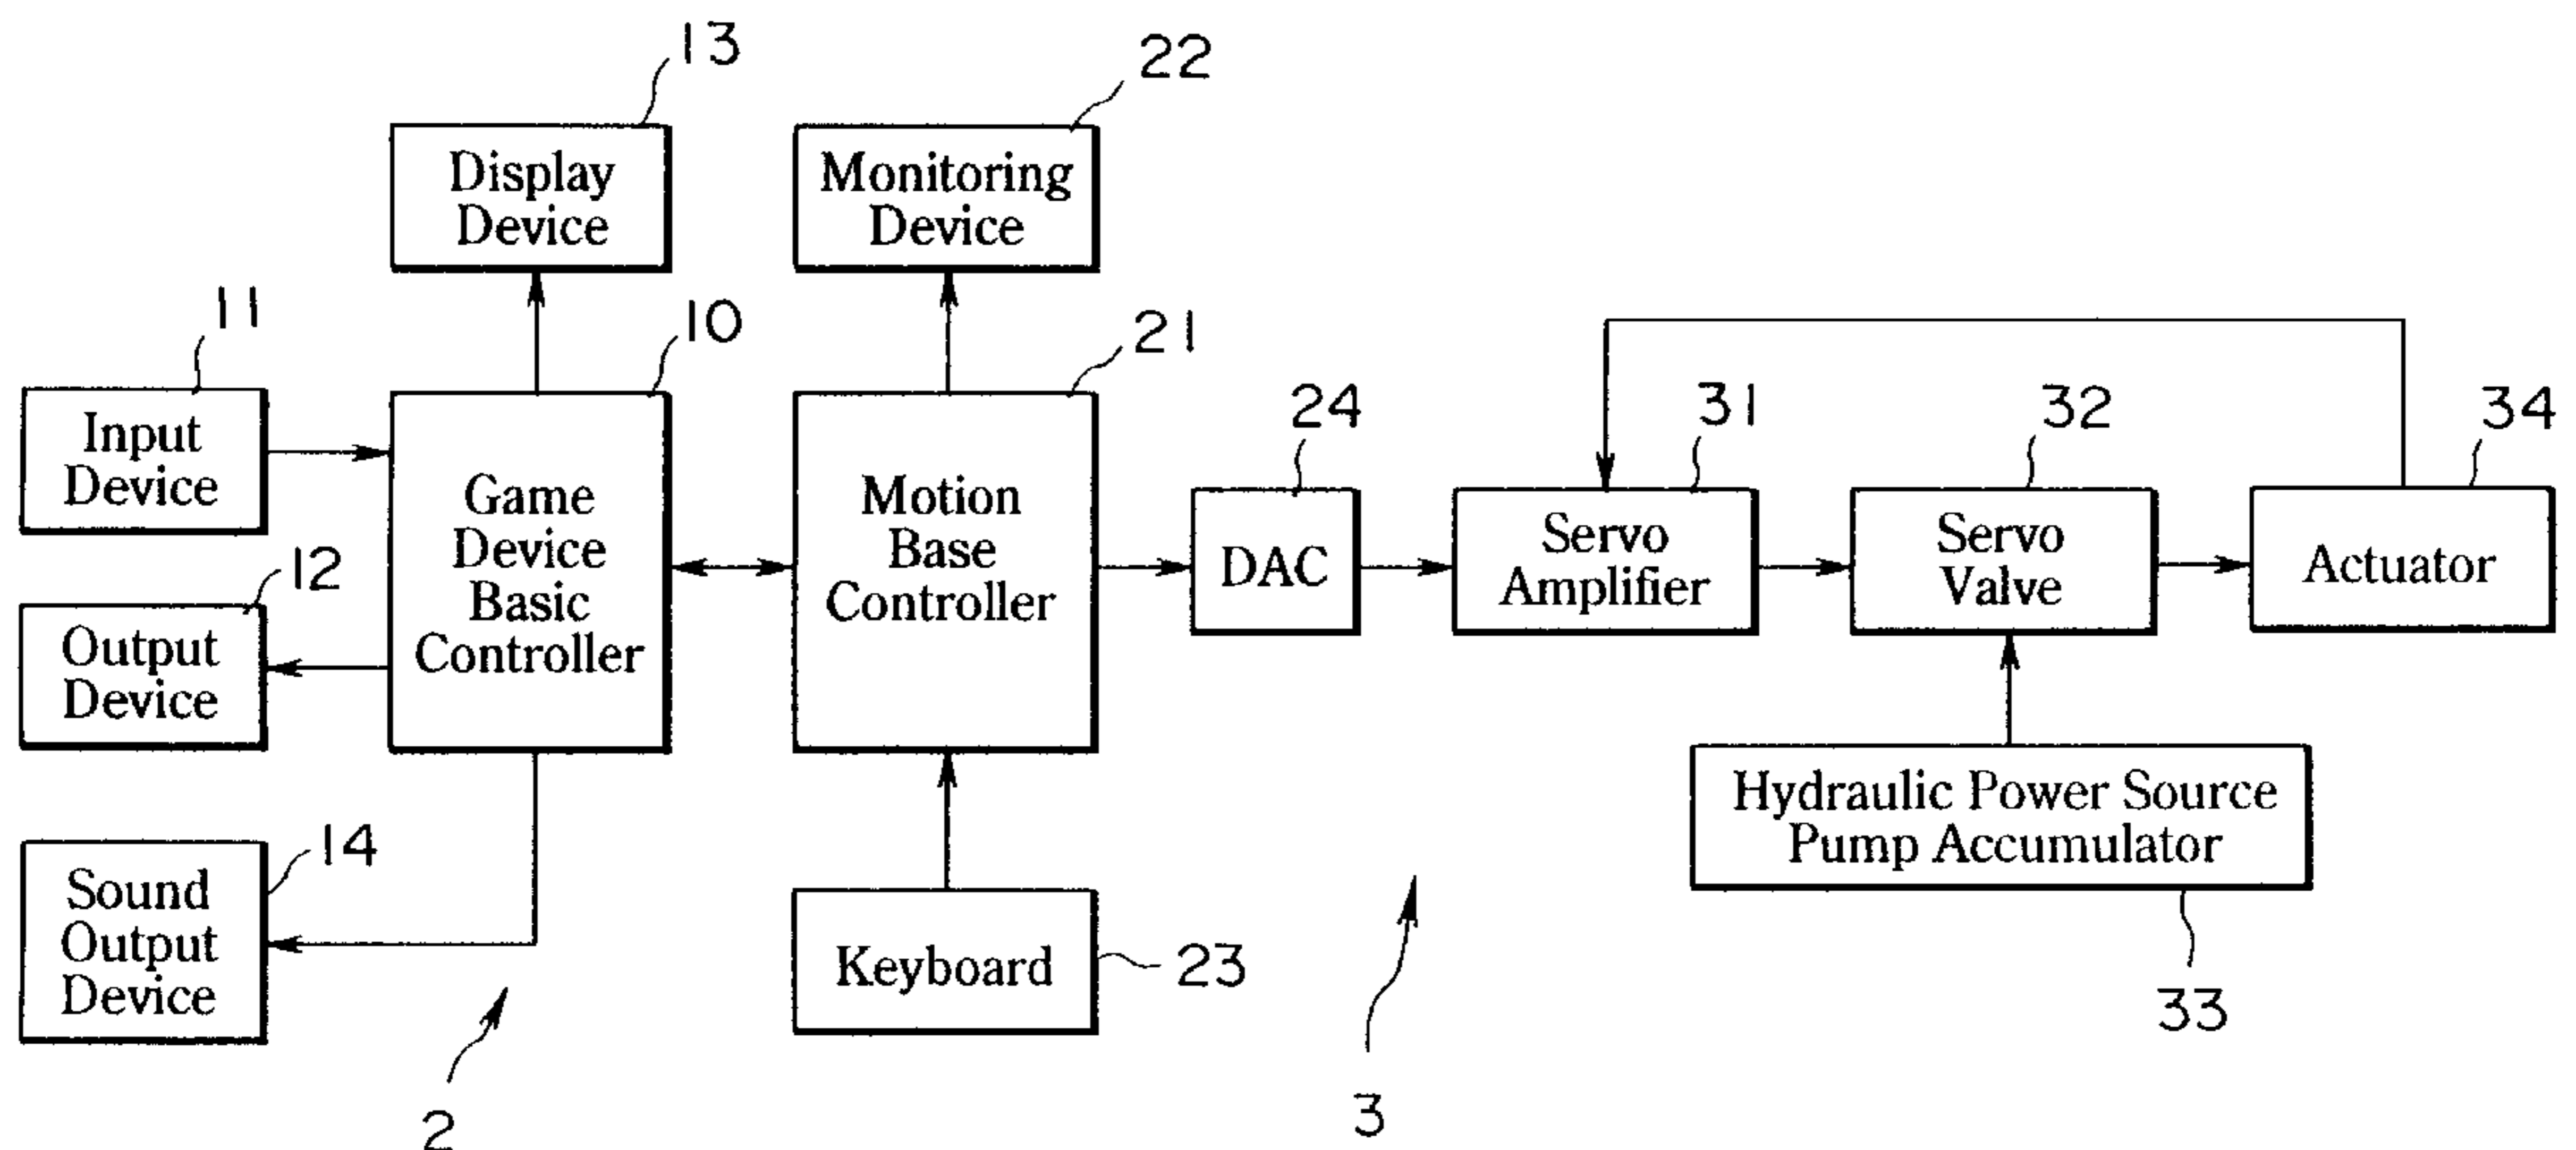 13
Display
Device
22
Monitoring
Device
11
Input
Device
10
Game
Device
Basic
Controller
21
Motion
Base
Controller
24
DAC
31
Servo
Amplifier
32
Servo
Valve
34
Actuator
12
Output
Device
14
Sound
Output
Device
23
Keyboard
Hydraulic Power Source
Pump Accumulator
33
2
3